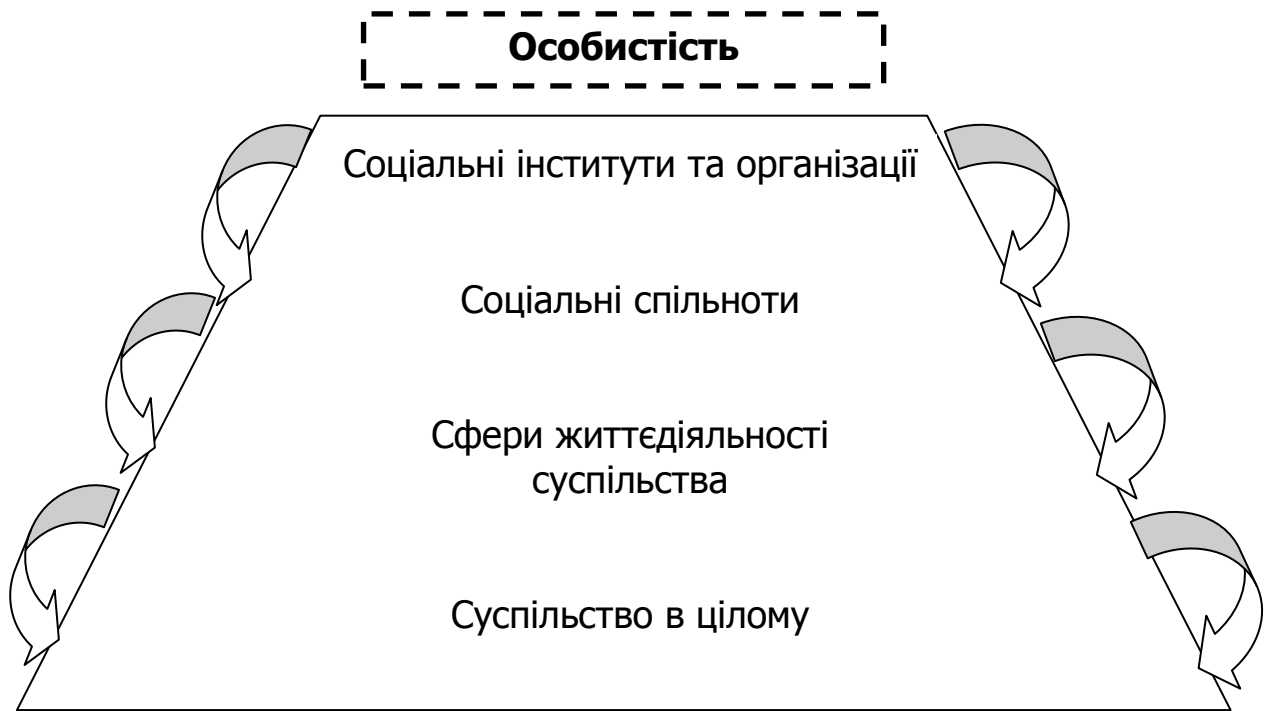 Особистість
Соціальні інститути та організації
Соціальні спільноти
Сфери життєдіяльності
суспільства
Суспільство в цілому